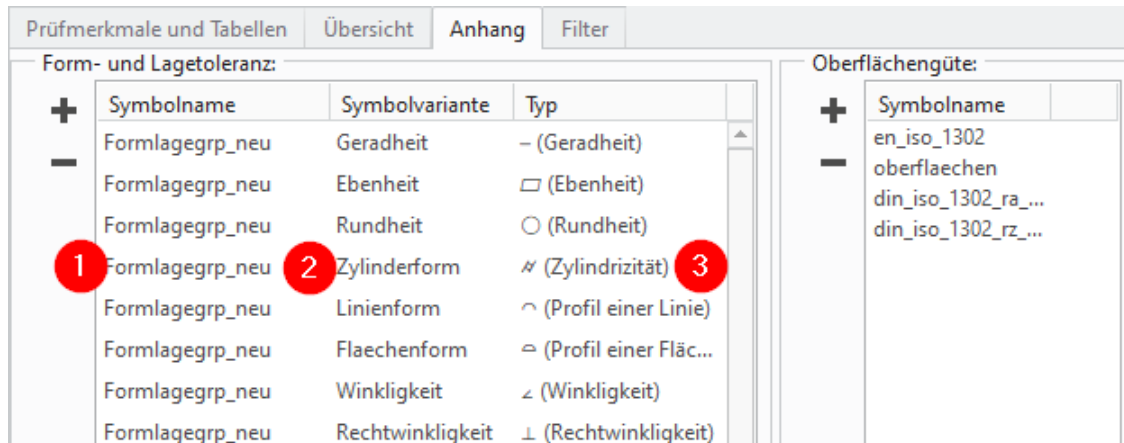 Prüfmerkmale und Tabellen Übersicht Anhang Filter
Form- und Lagetoleranz: Oberflächengüte:
+ Symbolname Symbolvariante Typ + Symbolname
Formlagegrp_neu Geradheit – (Geradheit) en_iso_1302
− Formlagegrp_neu Ebenheit ▱ (Ebenheit) − oberflaechen
Formlagegrp_neu Rundheit ○ (Rundheit) din_iso_1302_ra_...
1 Formlagegrp_neu 2 Zylinderform ⌭ (Zylindrizität) 3 din_iso_1302_rz_...
Formlagegrp_neu Linienform ⌒ (Profil einer Linie)
Formlagegrp_neu Flaechenform ⌓ (Profil einer Fläc...
Formlagegrp_neu Winkligkeit ∠ (Winkligkeit)
Formlagegrp_neu Rechtwinkligkeit ⊥ (Rechtwinkligkeit)